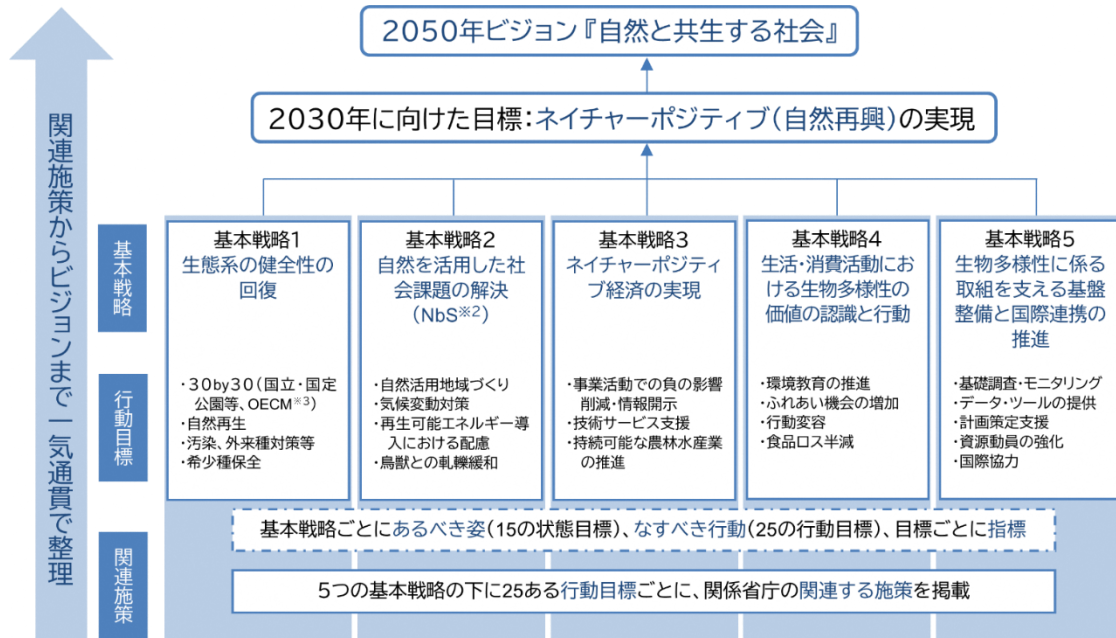 2050年ビジョン『自然と共生する社会』
2030年に向けた目標：ネイチャーポジティブ（自然再興）の実現
関連施策からビジョンまで一気通貫で整理
基本戦略
基本戦略1
生態系の健全性の
回復
基本戦略2
自然を活用した社
会課題の解決
（NbS※2）
基本戦略3
ネイチャーポジティ
ブ経済の実現
基本戦略4
生活・消費活動にお
ける生物多様性の
価値の認識と行動
基本戦略5
生物多様性に係る
取組を支える基盤
整備と国際連携の
推進
行動目標
・30by30（国立・国定
公園等、OECM※3）
・自然再生
・汚染、外来種対策等
・希少種保全
・自然活用地域づくり
・気候変動対策
・再生可能エネルギー導
入における配慮
・鳥獣との軋轢緩和
・事業活動での負の影響
削減・情報開示
・技術サービス支援
・持続可能な農林水産業
の推進
・環境教育の推進
・ふれあい機会の増加
・行動変容
・食品ロス半減
・基礎調査・モニタリング
・データ・ツールの提供
・計画策定支援
・資源動員の強化
・国際協力
基本戦略ごとにあるべき姿（15の状態目標）、なすべき行動（25の行動目標）、目標ごとに指標
関連施策
5つの基本戦略の下に25ある行動目標ごとに、関係省庁の関連する施策を掲載